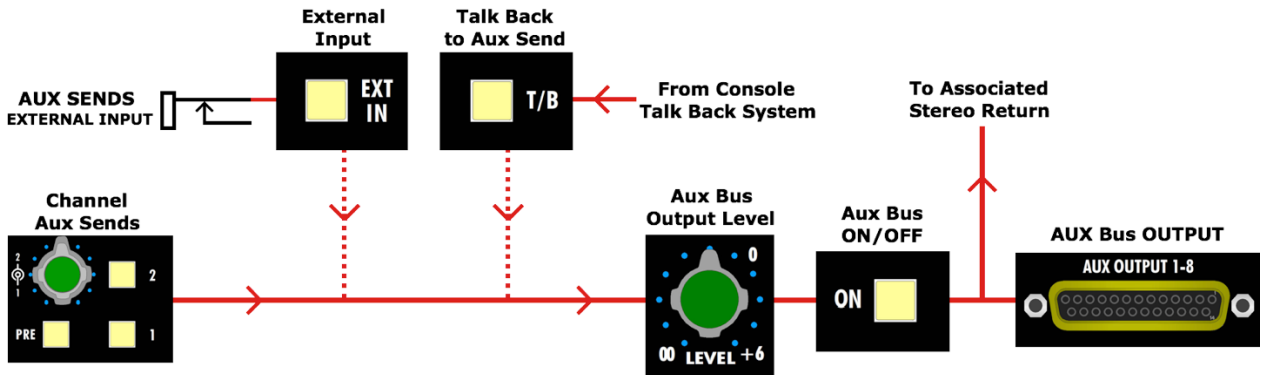 External
Input
Talk Back
to Aux Send
EXT
IN
T/B
AUX SENDS
EXTERNAL INPUT
From Console
Talk Back System
To Associated
Stereo Return
Channel
Aux Sends
2
1
2
PRE
1
Aux Bus
Output Level
0
∞ LEVEL +6
Aux Bus
ON/OFF
ON
AUX Bus OUTPUT
AUX OUTPUT 1-8